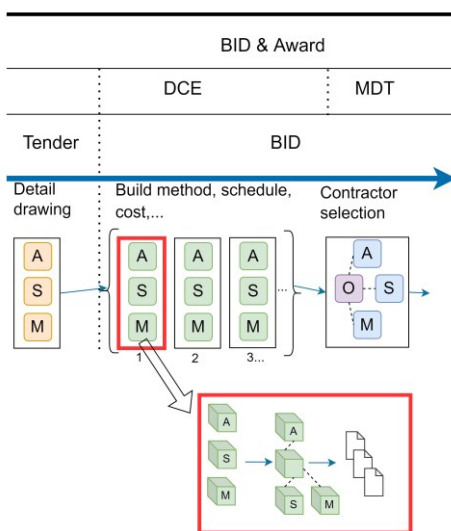 BID & Award
DCE MDT
Tender BID
Detail drawing
Build method, schedule, cost,...
Contractor selection
A A A A
S S S O S
M M M M
A
M
1 2 3...
...
A A
S
M S M